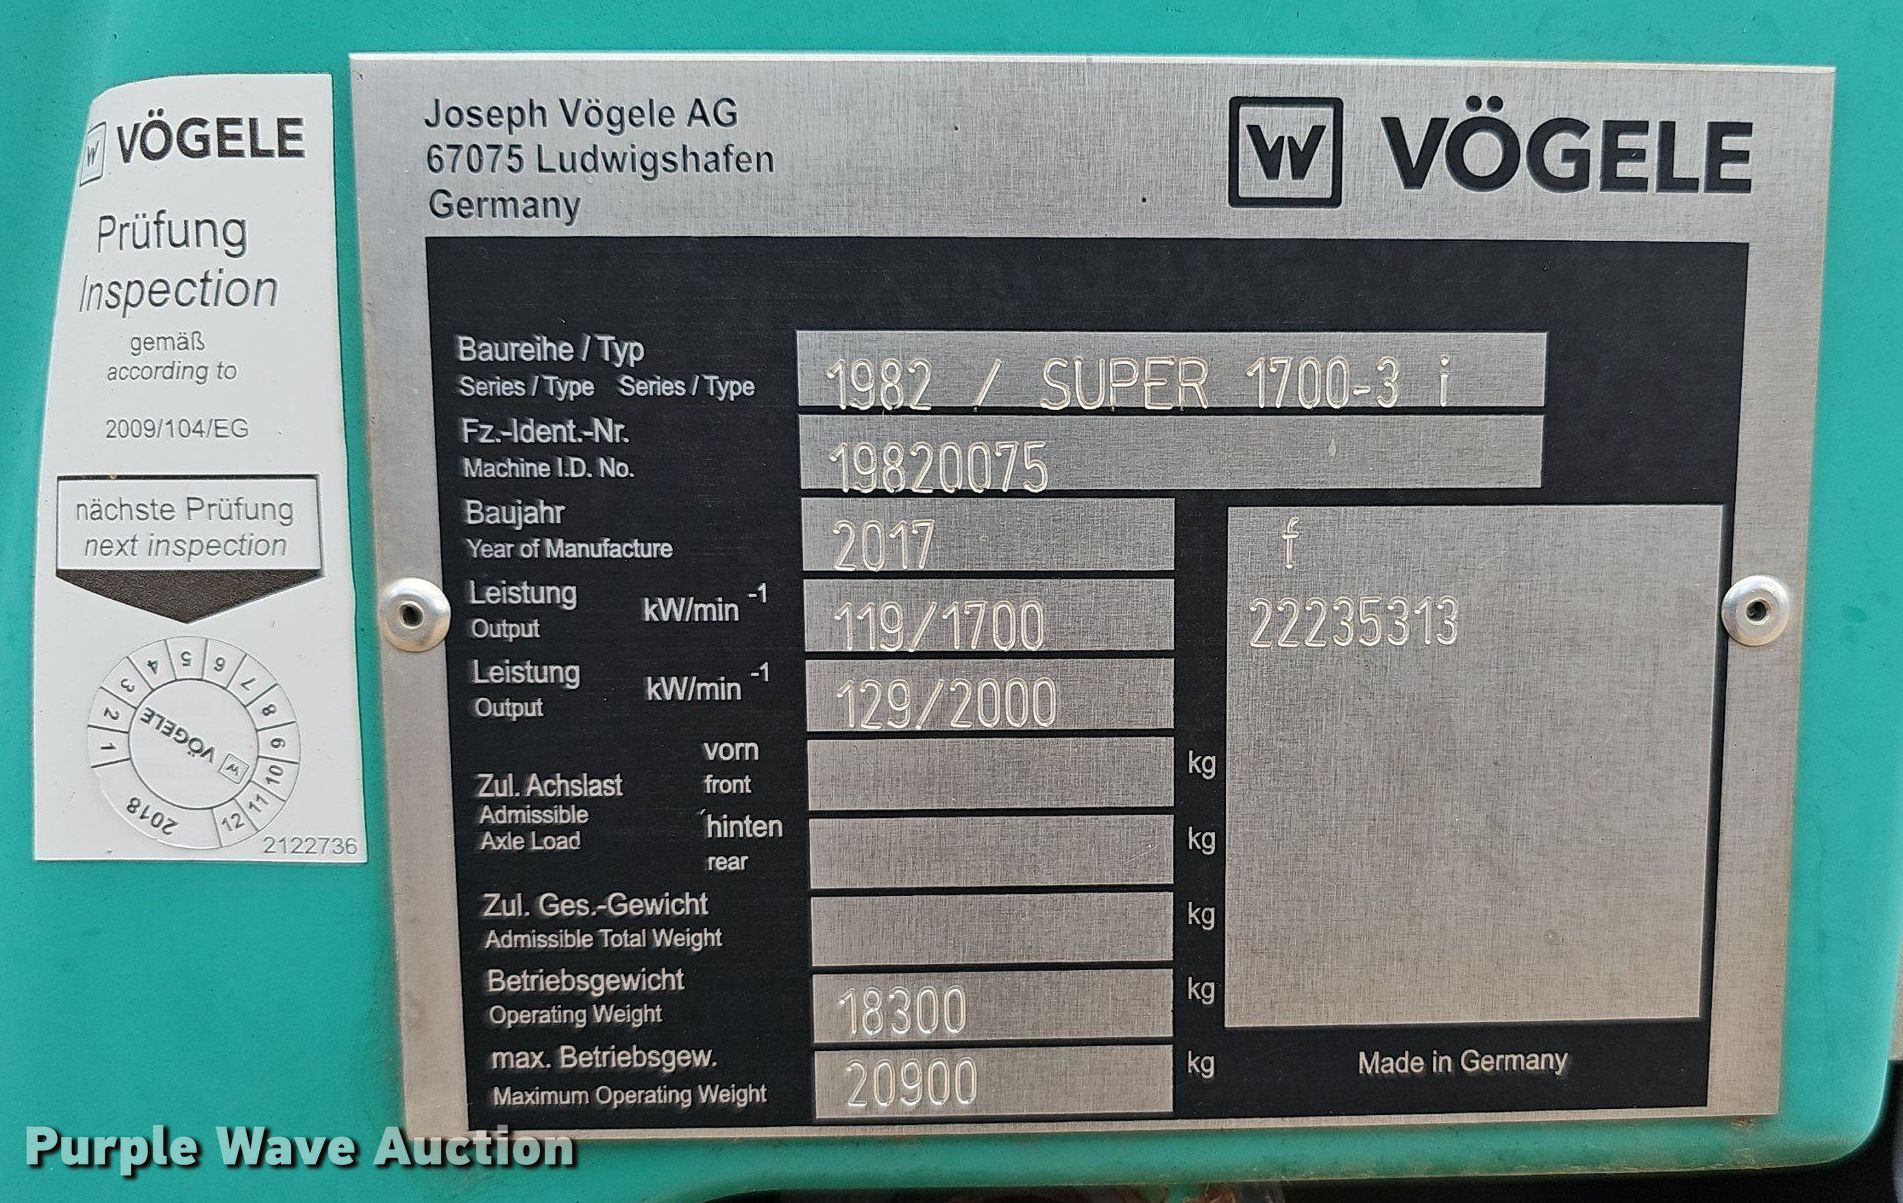 VÖGELE
Prüfung
Inspection
gemäß
according to
2009/104/EG
nächste Prüfung
next inspection
1 2 3 4 5 6 7 8 9 10 11 12
VÖGELE
2018
2122736
Joseph Vögele AG
67075 Ludwigshafen
Germany
VÖGELE
Baureihe / Typ
Series / Type Series / Type
1982 / SUPER 1700-3 i
Fz.-Ident.-Nr.
Machine I.D. No.
19820075
Baujahr
Year of Manufacture
2017
Leistung kW/min -1
Output
119/1700
Leistung kW/min -1
Output
129/2000
Zul. Achslast
Admissible
Axle Load
vorn
front
kg
hinten
rear
kg
Zul. Ges.-Gewicht
Admissible Total Weight
kg
Betriebsgewicht
Operating Weight
18300 kg
max. Betriebsgew.
Maximum Operating Weight
20900 kg
f
22235313
Made in Germany
Purple Wave Auction